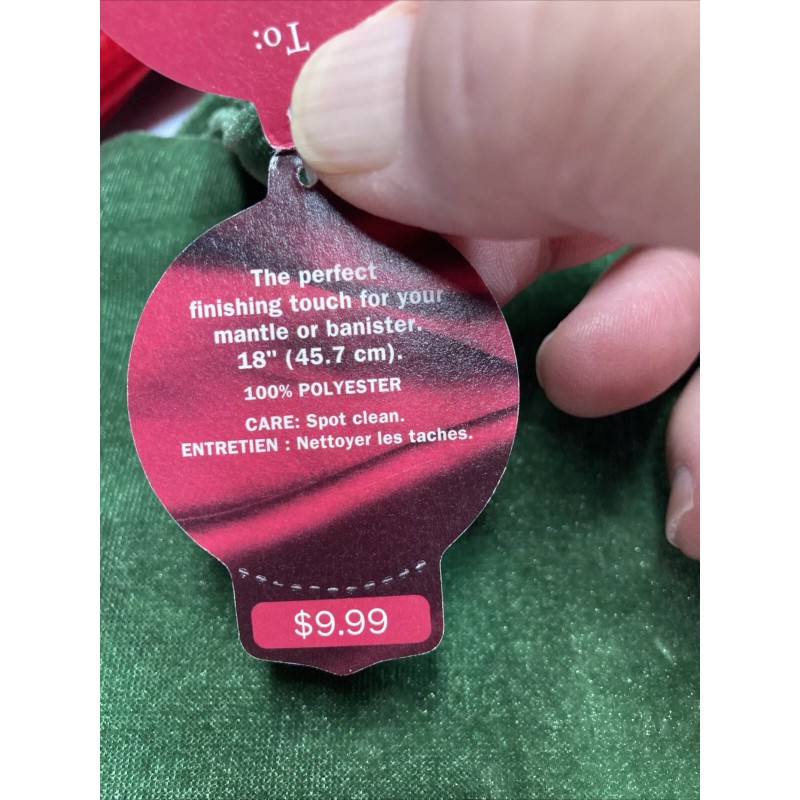 To:
The perfect
finishing touch for your
mantle or banister.
18" (45.7 cm).
100% POLYESTER
CARE: Spot clean.
ENTRETIEN : Nettoyer les taches.
$9.99